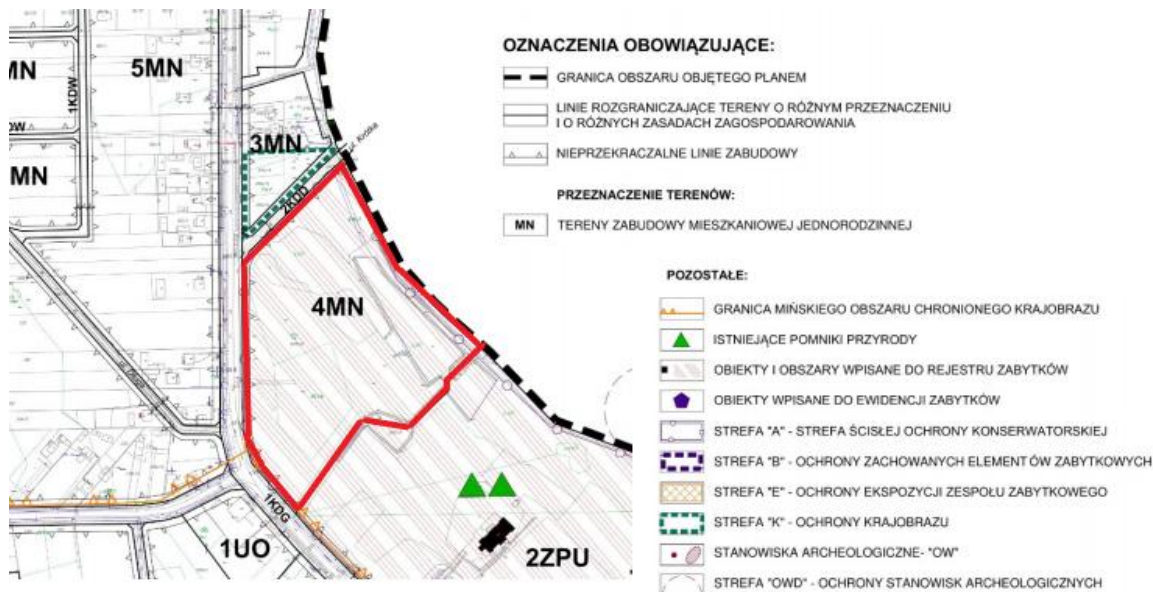 5MN
MN
1KDW
DW
MN
3MN
ul. Krótka
2KDD
4MN
1KDG
1UO
2ZPU
OZNACZENIA OBOWIĄZUJĄCE:
GRANICA OBSZARU OBJĘTEGO PLANEM
LINIE ROZGRANICZAJĄCE TERENY O RÓŻNYM PRZEZNACZENIU
I O RÓŻNYCH ZASADACH ZAGOSPODAROWANIA
NIEPRZEKRACZALNE LINIE ZABUDOWY
PRZEZNACZENIE TERENÓW:
MN TERENY ZABUDOWY MIESZKANIOWEJ JEDNORODZINNEJ
POZOSTAŁE:
GRANICA MIŃSKIEGO OBSZARU CHRONIONEGO KRAJOBRAZU
ISTNIEJĄCE POMNIKI PRZYRODY
OBIEKTY I OBSZARY WPISANE DO REJESTRU ZABYTKÓW
OBIEKTY WPISANE DO EWIDENCJI ZABYTKÓW
STREFA "A" - STREFA ŚCISŁEJ OCHRONY KONSERWATORSKIEJ
STREFA "B" - OCHRONY ZACHOWANYCH ELEMENTÓW ZABYTKOWYCH
STREFA "E" - OCHRONY EKSPOZYCJI ZESPOŁU ZABYTKOWEGO
STREFA "K" - OCHRONY KRAJOBRAZU
STANOWISKA ARCHEOLOGICZNE- "OW"
STREFA "OWD" - OCHRONY STANOWISK ARCHEOLOGICZNYCH